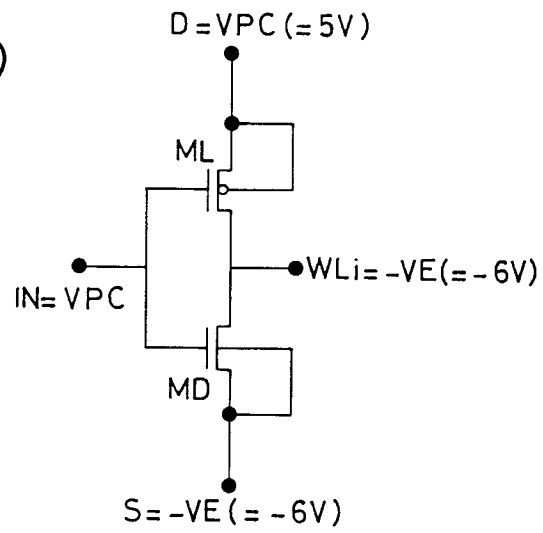 D=VPC(=5V)
)
ML
WLi=-VE(=-6V)
IN=VPC
MD
S=-VE(=-6V)